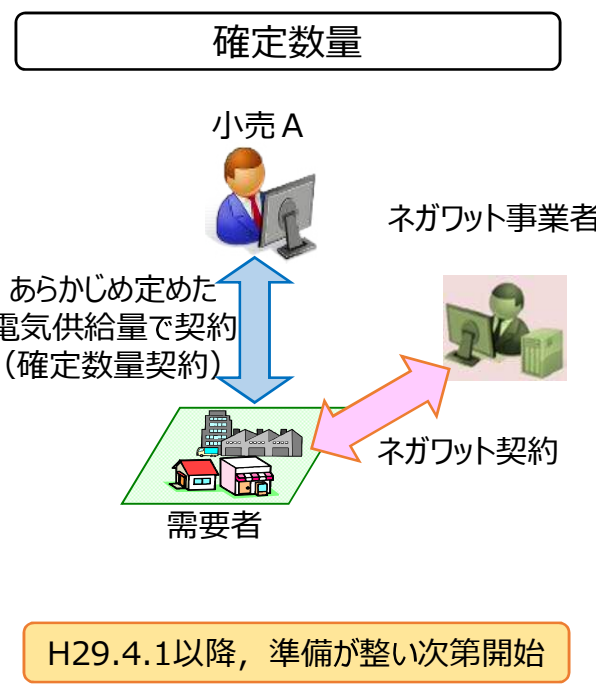 確定数量
小売A
ネガワット事業者
あらかじめ定めた
電気供給量で契約
(確定数量契約)
ネガワット契約
需要者
H29.4.1以降，準備が整い次第開始